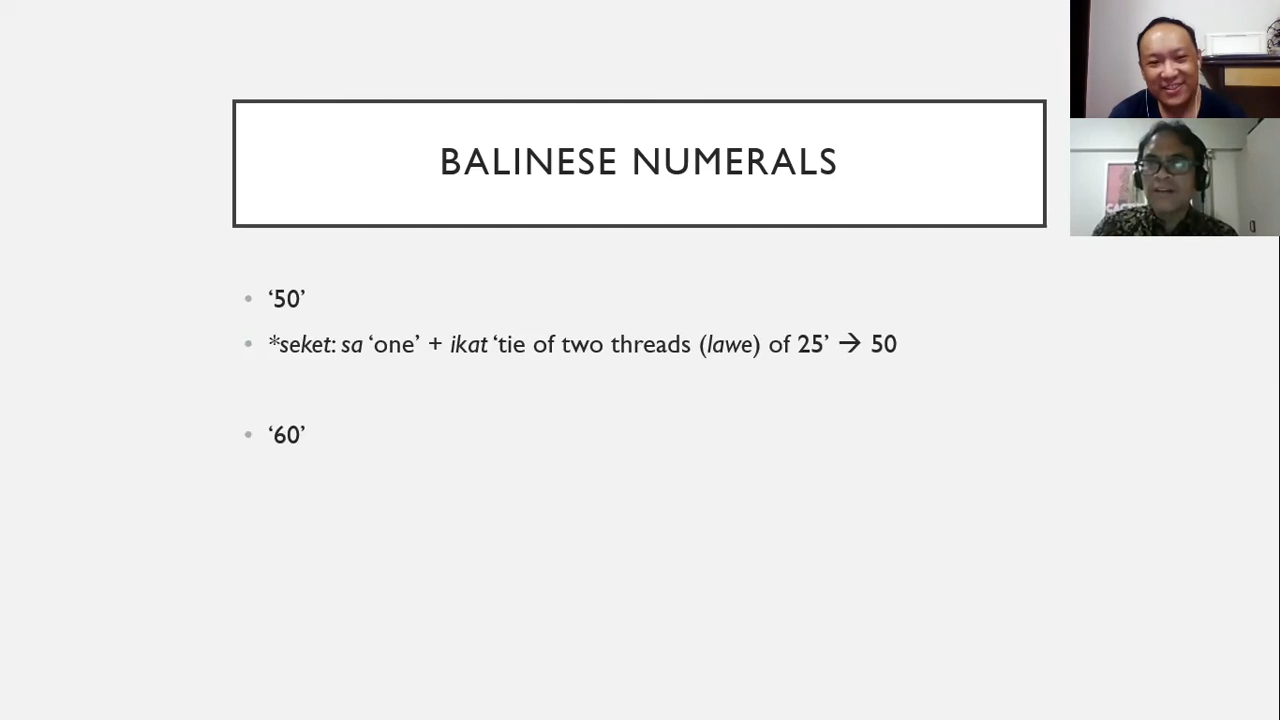 BALINESE NUMERALS
• ‘50’
• *seket: sa ‘one’ + ikat ‘tie of two threads (lawe) of 25’ → 50
• ‘60’